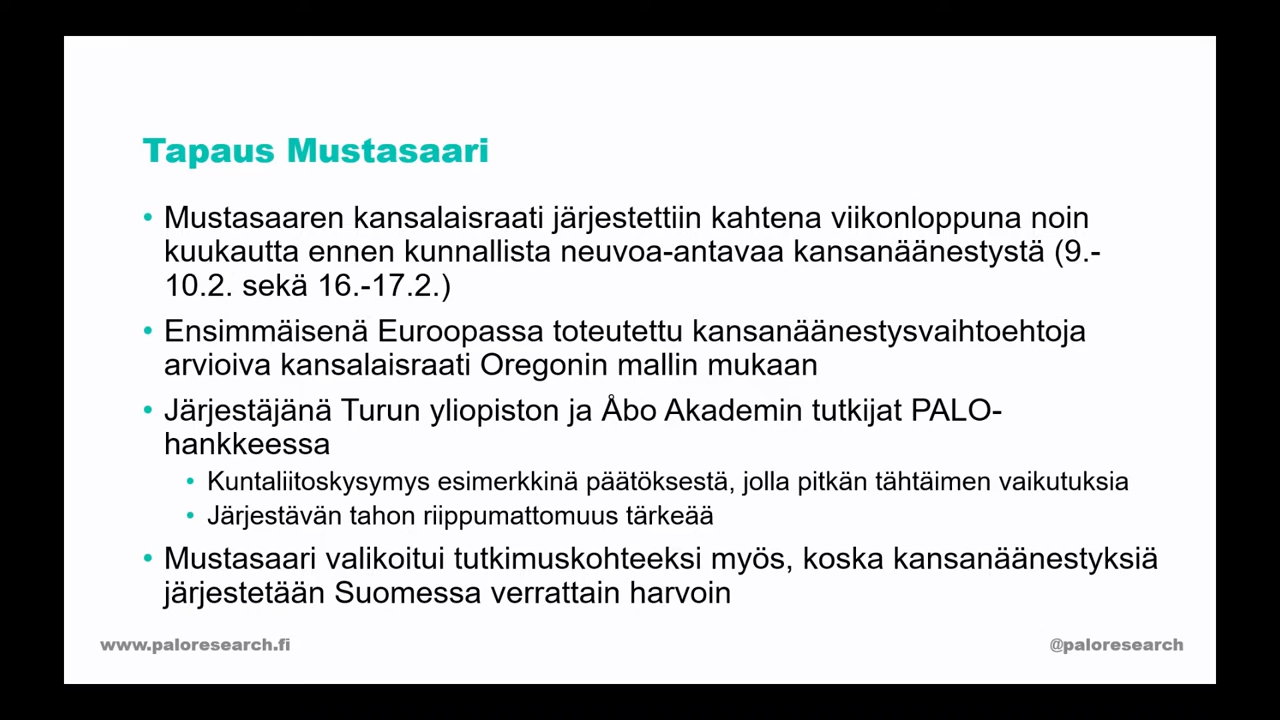 Tapaus Mustasaari
• Mustasaaren kansalaisraati järjestettiin kahtena viikonloppuna noin
kuukautta ennen kunnallista neuvoa-antavaa kansanäänestystä (9.-
10.2. sekä 16.-17.2.)
• Ensimmäisenä Euroopassa toteutettu kansanäänestysvaihtoehtoja
arvioiva kansalaisraati Oregonin mallin mukaan
• Järjestäjänä Turun yliopiston ja Åbo Akademin tutkijat PALO-
hankkeessa
• Kuntaliitoskysymys esimerkkinä päätöksestä, jolla pitkän tähtäimen vaikutuksia
• Järjestävän tahon riippumattomuus tärkeää
• Mustasaari valikoitui tutkimuskohteeksi myös, koska kansanäänestyksiä
järjestetään Suomessa verrattain harvoin
www.paloresearch.fi
@paloresearch